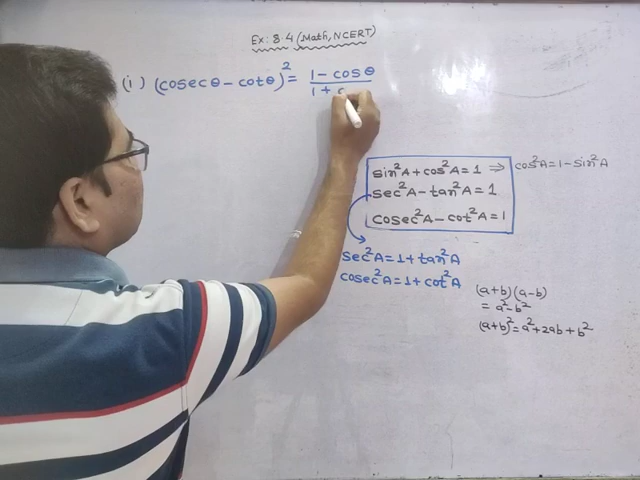 Ex: 8.4 (Math, NCERT)
(i) (cosec θ - cot θ)² = 1 - cos θ / 1 + c
sin²A + cos²A = 1 ⇒ cos²A = 1 - sin²A
sec²A - tan²A = 1
cosec²A - cot²A = 1
sec²A = 1 + tan²A
cosec²A = 1 + cot²A
(a+b)(a-b)
= a² - b²
(a+b)² = a² + 2ab + b²